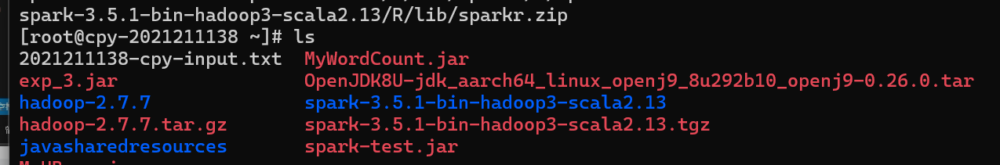 spark-3.5.1-bin-hadoop3-scala2.13/R/lib/sparkr.zip
[root@cpy-2021211138 ~]# ls
2021211138-cpy-input.txt  MyWordCount.jar
exp_3.jar                 OpenJDK8U-jdk_aarch64_linux_openj9_8u292b10_openj9-0.26.0.tar
hadoop-2.7.7              spark-3.5.1-bin-hadoop3-scala2.13
hadoop-2.7.7.tar.gz       spark-3.5.1-bin-hadoop3-scala2.13.tgz
javasharedresources       spark-test.jar